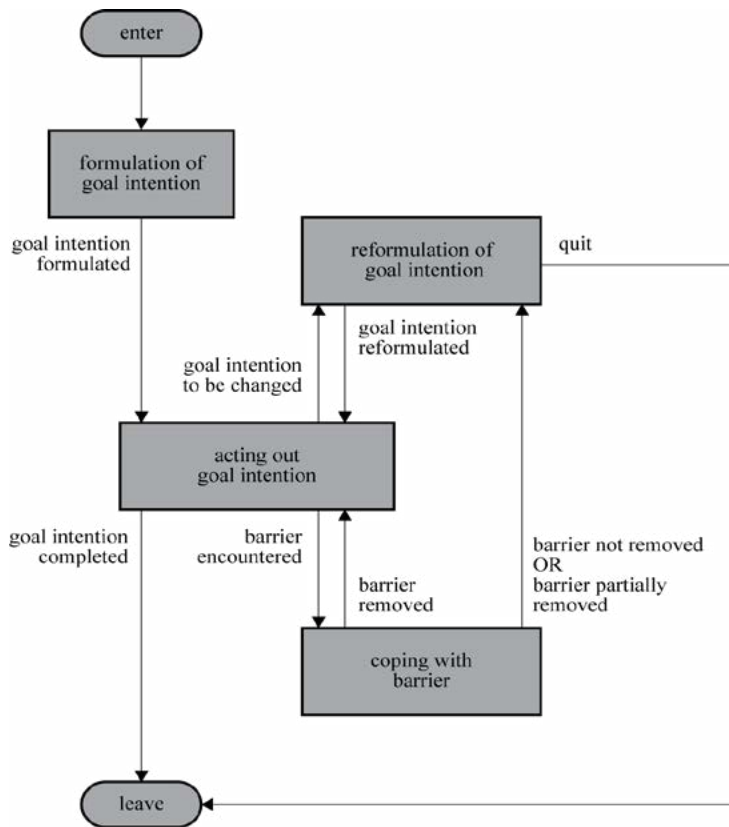 enter
formulation of
goal intention
goal intention
formulated
reformulation of
goal intention
quit
goal intention
reformulated
goal intention
to be changed
acting out
goal intention
goal intention
completed
barrier
encountered
barrier
removed
barrier not removed
OR
barrier partially
removed
coping with
barrier
leave